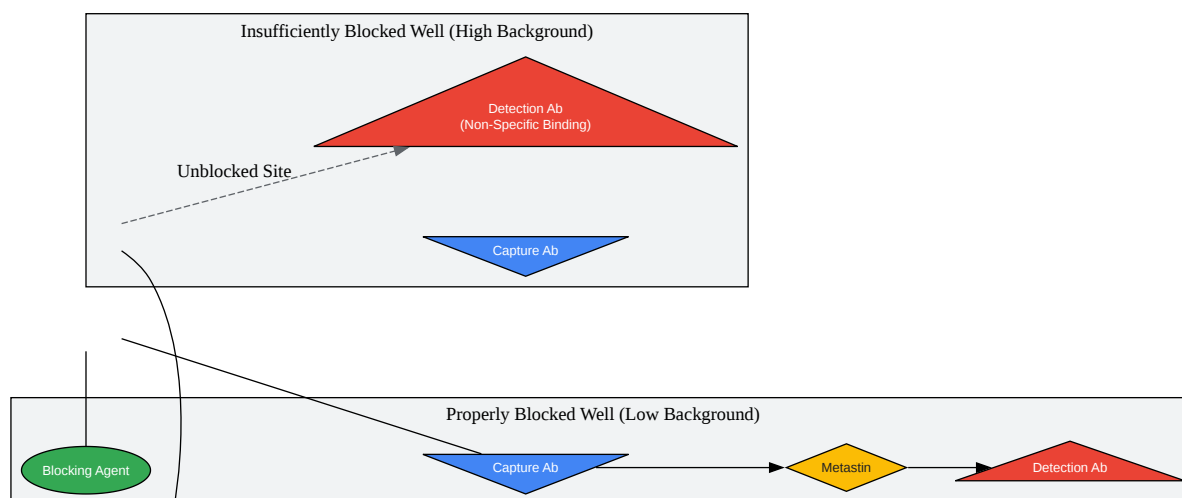 Insufficiently Blocked Well (High Background)
Detection Ab
(Non-Specific Binding)
Unblocked Site
Capture Ab
Properly Blocked Well (Low Background)
Blocking Agent
Capture Ab
Metastin
Detection Ab